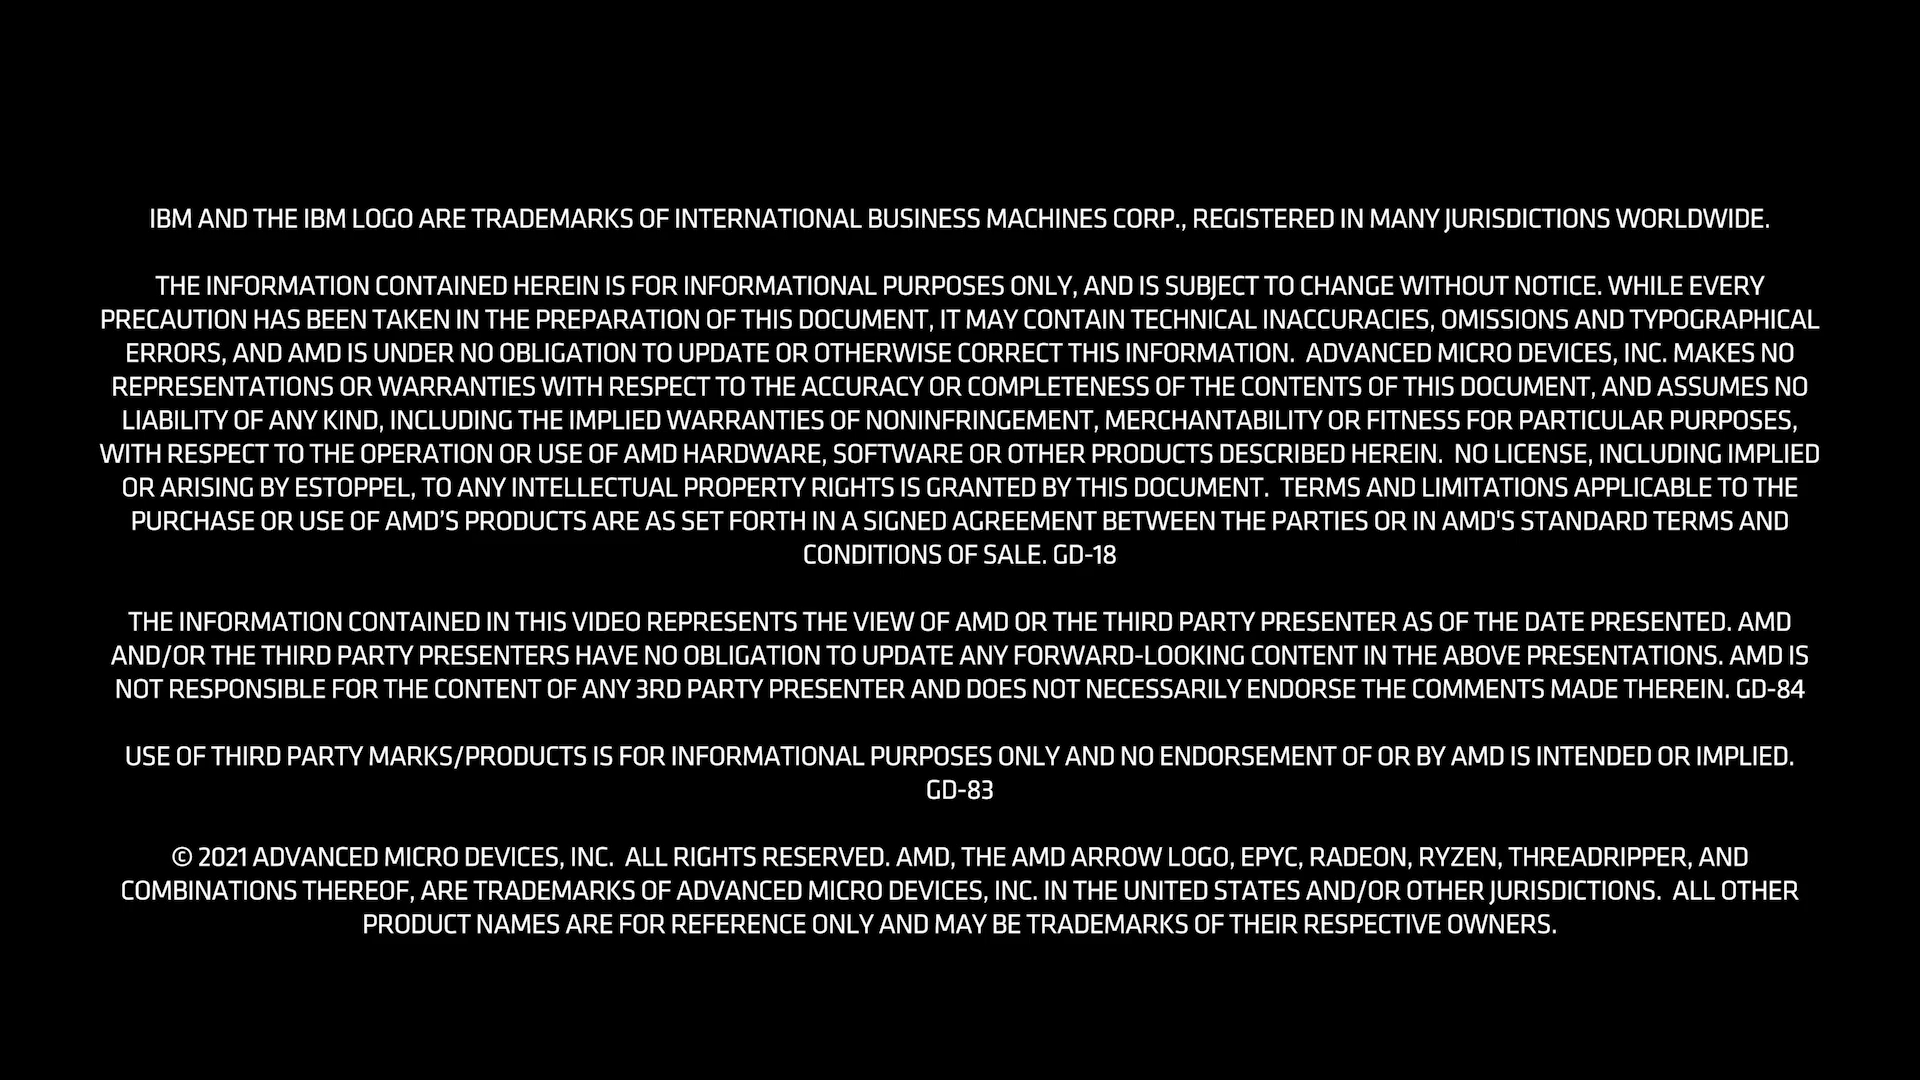 IBM AND THE IBM LOGO ARE TRADEMARKS OF INTERNATIONAL BUSINESS MACHINES CORP., REGISTERED IN MANY JURISDICTIONS WORLDWIDE.
THE INFORMATION CONTAINED HEREIN IS FOR INFORMATIONAL PURPOSES ONLY, AND IS SUBJECT TO CHANGE WITHOUT NOTICE. WHILE EVERY
PRECAUTION HAS BEEN TAKEN IN THE PREPARATION OF THIS DOCUMENT, IT MAY CONTAIN TECHNICAL INACCURACIES, OMISSIONS AND TYPOGRAPHICAL
ERRORS, AND AMD IS UNDER NO OBLIGATION TO UPDATE OR OTHERWISE CORRECT THIS INFORMATION.  ADVANCED MICRO DEVICES, INC. MAKES NO
REPRESENTATIONS OR WARRANTIES WITH RESPECT TO THE ACCURACY OR COMPLETENESS OF THE CONTENTS OF THIS DOCUMENT, AND ASSUMES NO
LIABILITY OF ANY KIND, INCLUDING THE IMPLIED WARRANTIES OF NONINFRINGEMENT, MERCHANTABILITY OR FITNESS FOR PARTICULAR PURPOSES,
WITH RESPECT TO THE OPERATION OR USE OF AMD HARDWARE, SOFTWARE OR OTHER PRODUCTS DESCRIBED HEREIN.  NO LICENSE, INCLUDING IMPLIED
OR ARISING BY ESTOPPEL, TO ANY INTELLECTUAL PROPERTY RIGHTS IS GRANTED BY THIS DOCUMENT.  TERMS AND LIMITATIONS APPLICABLE TO THE
PURCHASE OR USE OF AMD’S PRODUCTS ARE AS SET FORTH IN A SIGNED AGREEMENT BETWEEN THE PARTIES OR IN AMD'S STANDARD TERMS AND
CONDITIONS OF SALE. GD-18
THE INFORMATION CONTAINED IN THIS VIDEO REPRESENTS THE VIEW OF AMD OR THE THIRD PARTY PRESENTER AS OF THE DATE PRESENTED. AMD
AND/OR THE THIRD PARTY PRESENTERS HAVE NO OBLIGATION TO UPDATE ANY FORWARD-LOOKING CONTENT IN THE ABOVE PRESENTATIONS. AMD IS
NOT RESPONSIBLE FOR THE CONTENT OF ANY 3RD PARTY PRESENTER AND DOES NOT NECESSARILY ENDORSE THE COMMENTS MADE THEREIN. GD-84
USE OF THIRD PARTY MARKS/PRODUCTS IS FOR INFORMATIONAL PURPOSES ONLY AND NO ENDORSEMENT OF OR BY AMD IS INTENDED OR IMPLIED.
GD-83
© 2021 ADVANCED MICRO DEVICES, INC.  ALL RIGHTS RESERVED. AMD, THE AMD ARROW LOGO, EPYC, RADEON, RYZEN, THREADRIPPER, AND
COMBINATIONS THEREOF, ARE TRADEMARKS OF ADVANCED MICRO DEVICES, INC. IN THE UNITED STATES AND/OR OTHER JURISDICTIONS.  ALL OTHER
PRODUCT NAMES ARE FOR REFERENCE ONLY AND MAY BE TRADEMARKS OF THEIR RESPECTIVE OWNERS.